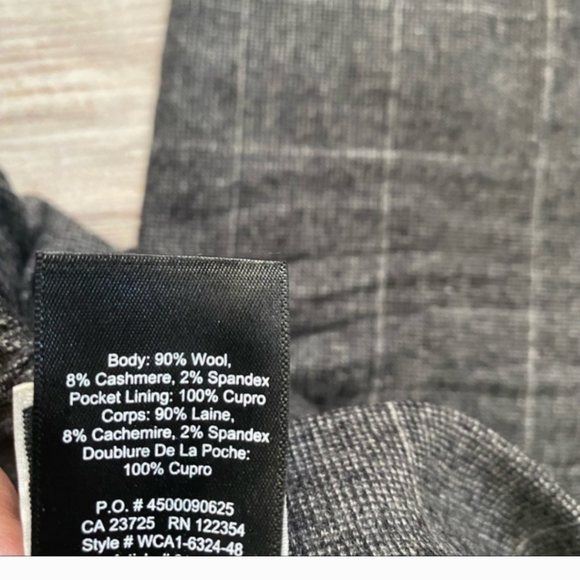 Body: 90% Wool,
8% Cashmere, 2% Spandex
Pocket Lining: 100% Cupro
Corps: 90% Laine,
8% Cachemire, 2% Spandex
Doublure De La Poche:
100% Cupro
P.O. # 4500090625
CA 23725 RN 122354
Style # WCA1-6324-48